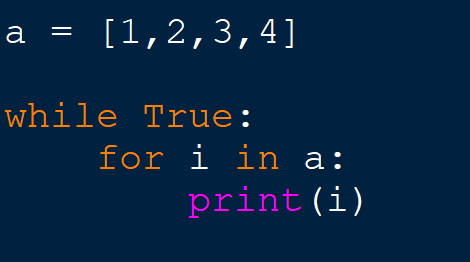 a = [1,2,3,4]
while True:
    for i in a:
        print(i)